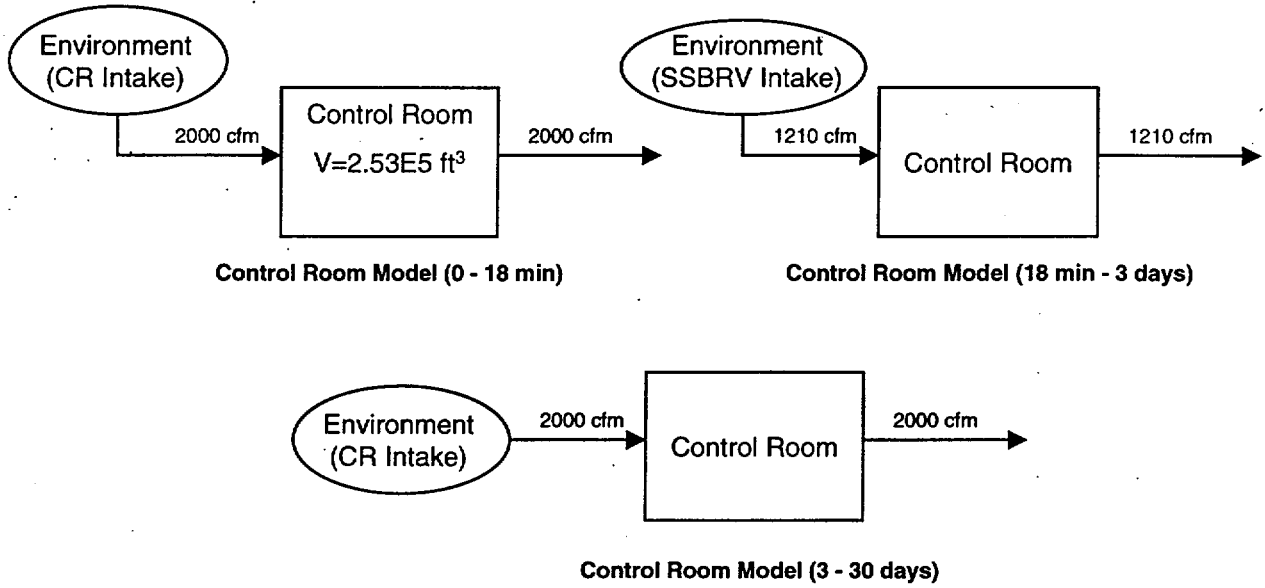 Environment
(CR Intake)
2000 cfm
Control Room
V=2.53E5 ft³
2000 cfm
Control Room Model (0 - 18 min)
Environment
(SSBRV Intake)
1210 cfm
Control Room
1210 cfm
Control Room Model (18 min - 3 days)
Environment
(CR Intake)
2000 cfm
Control Room
2000 cfm
Control Room Model (3 - 30 days)